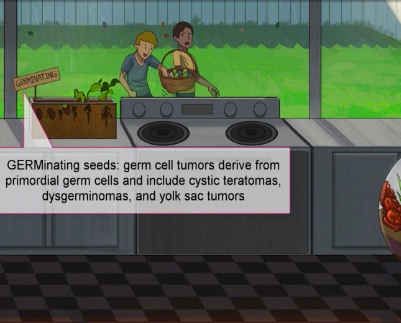 GERMINATING
GERMinating seeds: germ cell tumors derive from
primordial germ cells and include cystic teratomas,
dysgerminomas, and yolk sac tumors